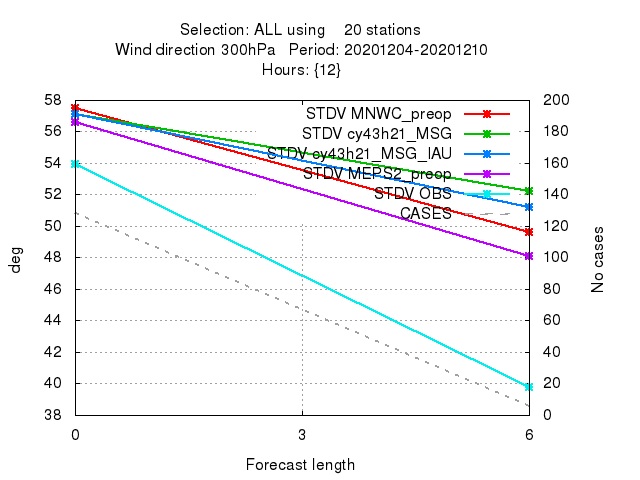 Selection: ALL using    20 stations
Wind direction 300hPa   Period: 20201204-20201210
Hours: {12}
58
56
54
52
50
48
46
44
42
40
38
200
180
160
140
120
100
80
60
40
20
0
STDV MNWC_preop
STDV cy43h21_MSG
STDV cy43h21_MSG_IAU
STDV MEPS2_preop
STDV OBS
CASES
deg
No cases
0
3
6
Forecast length